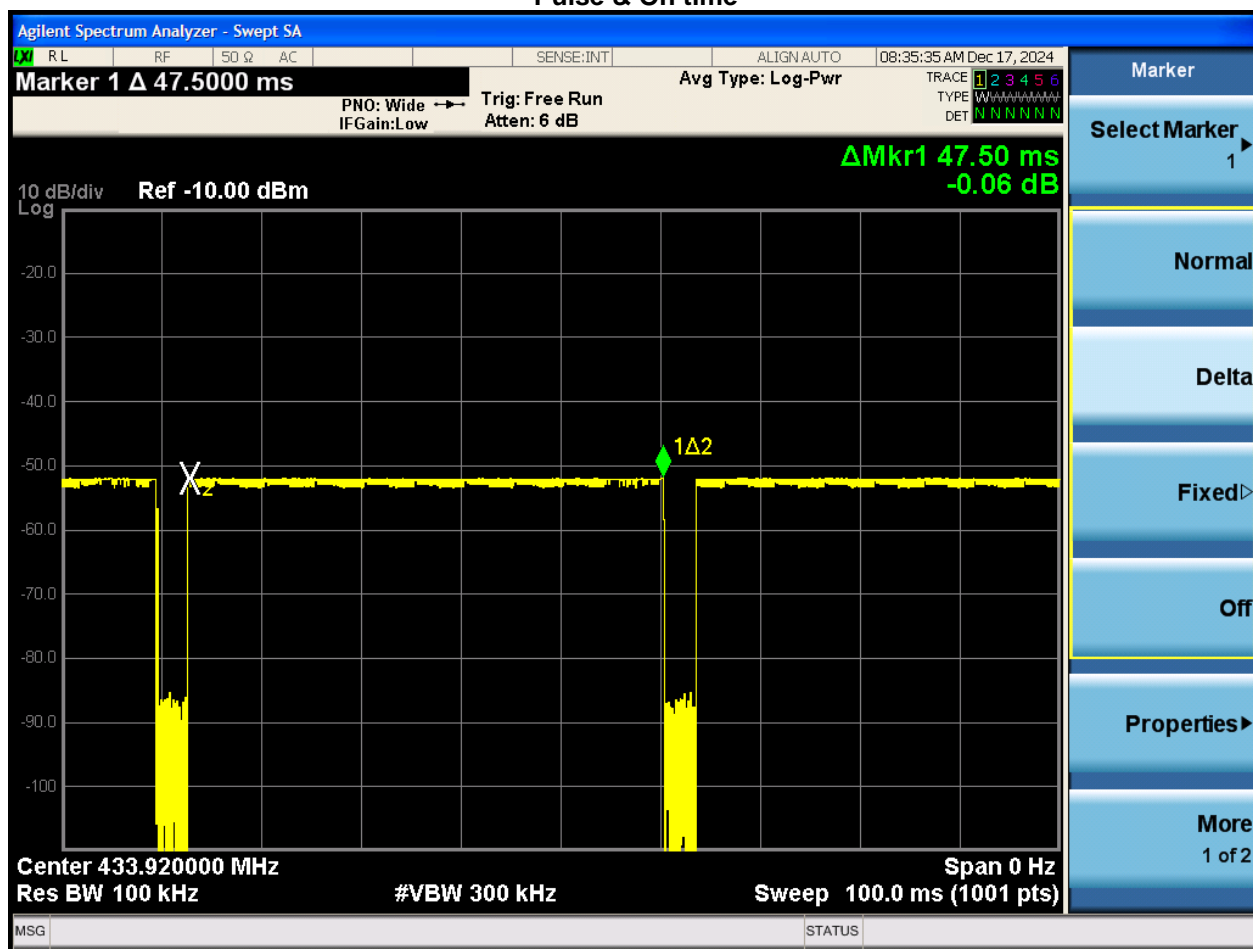 Pulse & On time
Agilent Spectrum Analyzer - Swept SA
LXI RL RF 50 Ω AC SENSE:INT ALIGN AUTO 08:35:35 AM Dec 17, 2024
Marker 1 Δ 47.5000 ms
PNO: Wide
IFGain:Low
Trig: Free Run
Atten: 6 dB
Avg Type: Log-Pwr
TRACE 1 2 3 4 5 6
TYPE WWWWWW
DET N N N N N N
ΔMkr1 47.50 ms
-0.06 dB
10 dB/div Ref -10.00 dBm
Log
-20.0
-30.0
-40.0
-50.0
-60.0
-70.0
-80.0
-90.0
-100
X2
1Δ2
Center 433.920000 MHz Span 0 Hz
Res BW 100 kHz #VBW 300 kHz Sweep 100.0 ms (1001 pts)
MSG STATUS
Marker
Select Marker
1
Normal
Delta
Fixed
Off
Properties
More
1 of 2